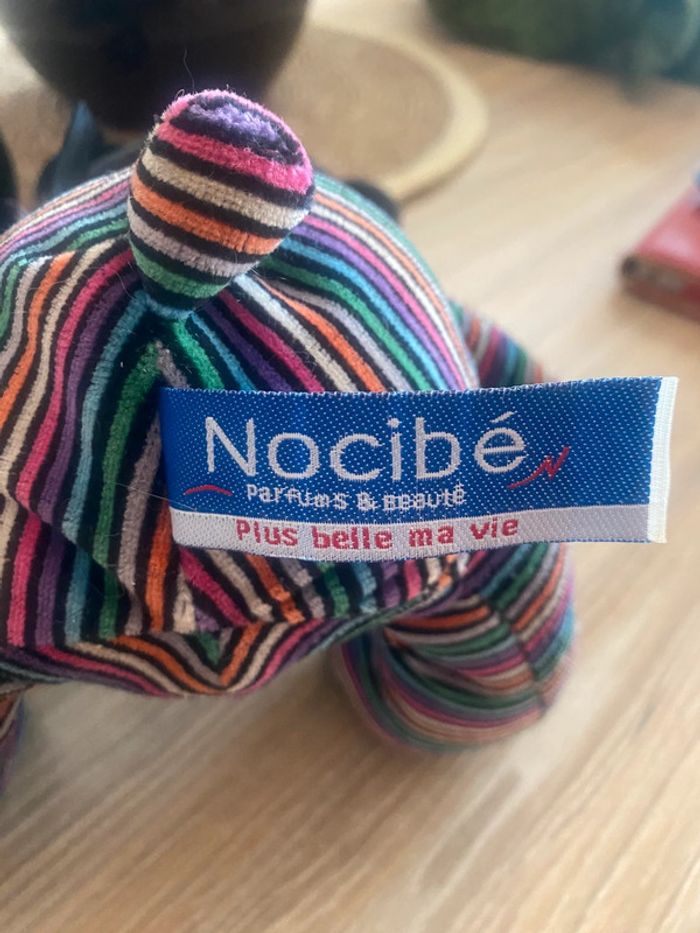 Nocibé
Parfums & Beauté
Plus belle ma vie